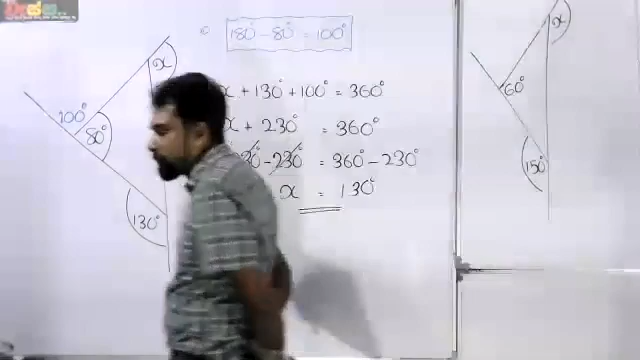 180° - 80° = 100°
x + 130° + 100° = 360°
x + 230° = 360°
- 230° = 360° - 230°
x = 130°
x
100°
80°
130°
x
60°
150°